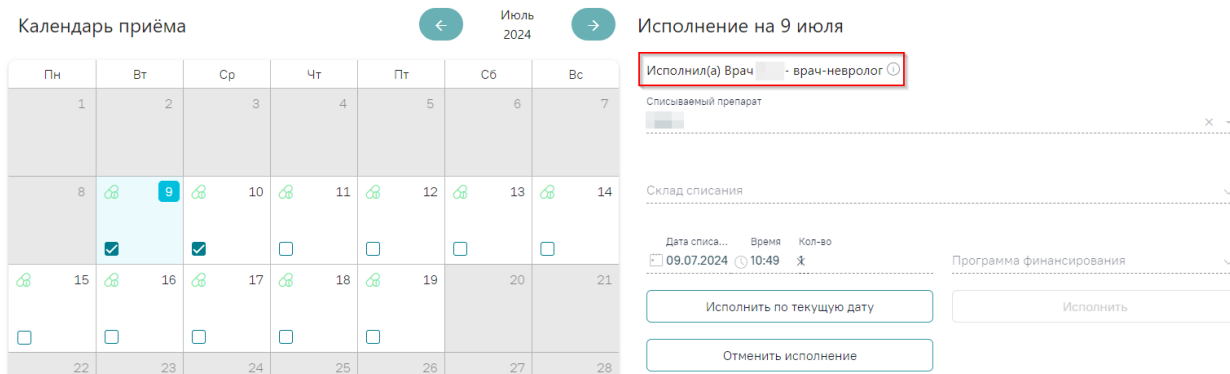 Календарь приёма
Июль
2024
Пн Вт Ср Чт Пт Сб Вс
1 2 3 4 5 6 7
8 9 10 11 12 13 14
15 16 17 18 19 20 21
22 23 24 25 26 27 28
Исполнение на 9 июля
Исполнил(а) Врач - врач-невролог
Списываемый препарат
Склад списания
Дата списа... Время Кол-во
09.07.2024 10:49
Программа финансирования
Исполнить по текущую дату Исполнить
Отменить исполнение